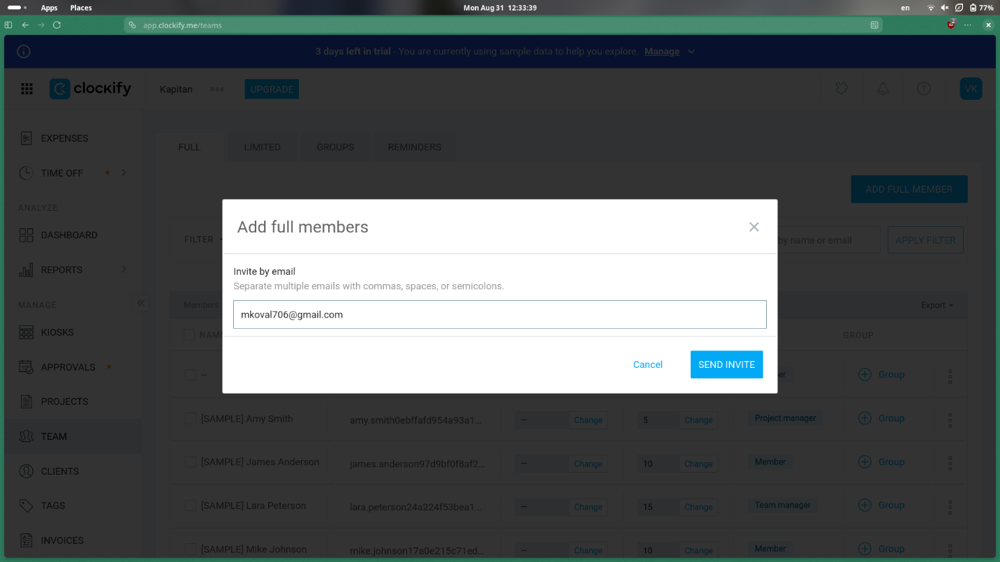 Apps Places Mon Aug 31 12:33:39 en 77%
app.clockify.me/teams 2
3 days left in trial - You are currently using sample data to help you explore. Manage
clockify Kapitan UPGRADE VK
EXPENSES
TIME OFF
ANALYZE
DASHBOARD
REPORTS
MANAGE
KIOSKS
APPROVALS
PROJECTS
TEAM
CLIENTS
TAGS
INVOICES
FULL LIMITED GROUPS REMINDERS
ADD FULL MEMBER
FILTER by name or email APPLY FILTER
Add full members
Invite by email
Separate multiple emails with commas, spaces, or semicolons.
mkoval706@gmail.com
Cancel SEND INVITE
Members Export
GROUP
Group
[SAMPLE] Amy Smith amy.smith0ebffafd954a93a1... — Change 5 Change Project manager Group
[SAMPLE] James Anderson james.anderson97d9bf0f8af2... — Change 10 Change Member Group
[SAMPLE] Lara Peterson lara.peterson24a224f53bea1... — Change 15 Change Team manager Group
[SAMPLE] Mike Johnson mike.johnson17a0e215c71ed... — Change 10 Change Member Group